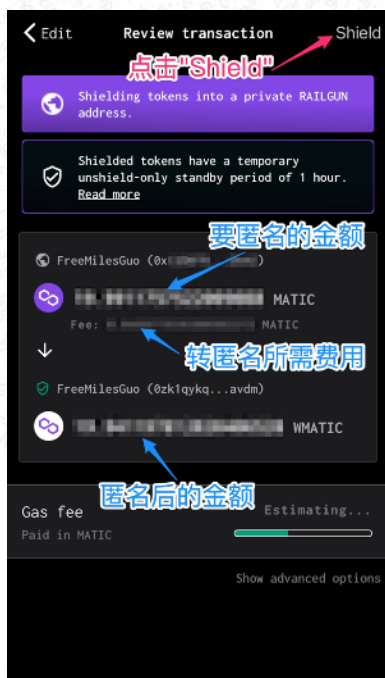 Edit
Review transaction
Shield
点击"Shield"
Shielding tokens into a private RAILGUN
address.
Shielded tokens have a temporary
unshield-only standby period of 1 hour.
Read more
要匿名的金额
FreeMilesGuo (0x )
MATIC
Fee: MATIC
转匿名所需费用
FreeMilesGuo (0zk1qykq...avdm)
WMATIC
匿名后的金额
Gas fee
Estimating...
Paid in MATIC
Show advanced options